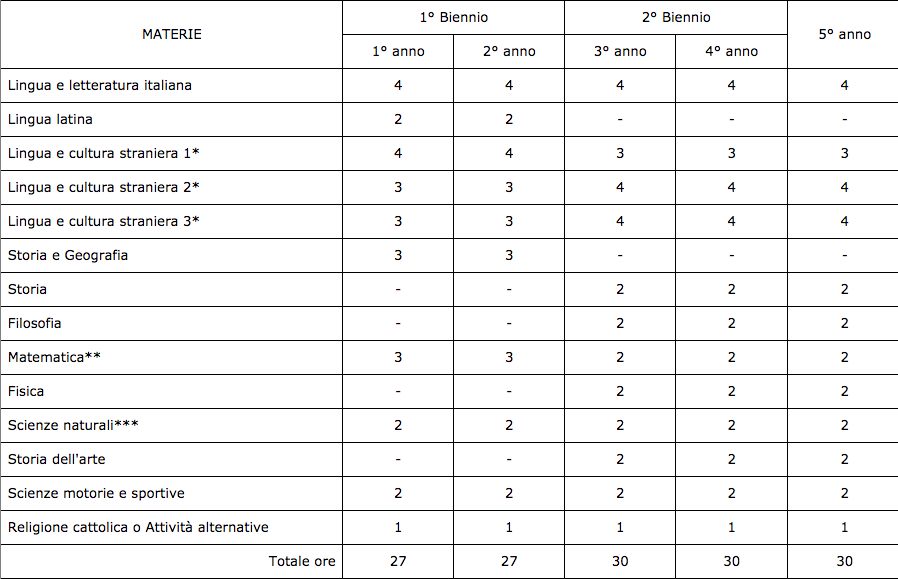 MATERIE 1° Biennio 2° Biennio 5° anno
1° anno 2° anno 3° anno 4° anno
Lingua e letteratura italiana 4 4 4 4 4
Lingua latina 2 2 - - -
Lingua e cultura straniera 1* 4 4 3 3 3
Lingua e cultura straniera 2* 3 3 4 4 4
Lingua e cultura straniera 3* 3 3 4 4 4
Storia e Geografia 3 3 - - -
Storia - - 2 2 2
Filosofia - - 2 2 2
Matematica** 3 3 2 2 2
Fisica - - 2 2 2
Scienze naturali*** 2 2 2 2 2
Storia dell'arte - - 2 2 2
Scienze motorie e sportive 2 2 2 2 2
Religione cattolica o Attività alternative 1 1 1 1 1
Totale ore 27 27 30 30 30